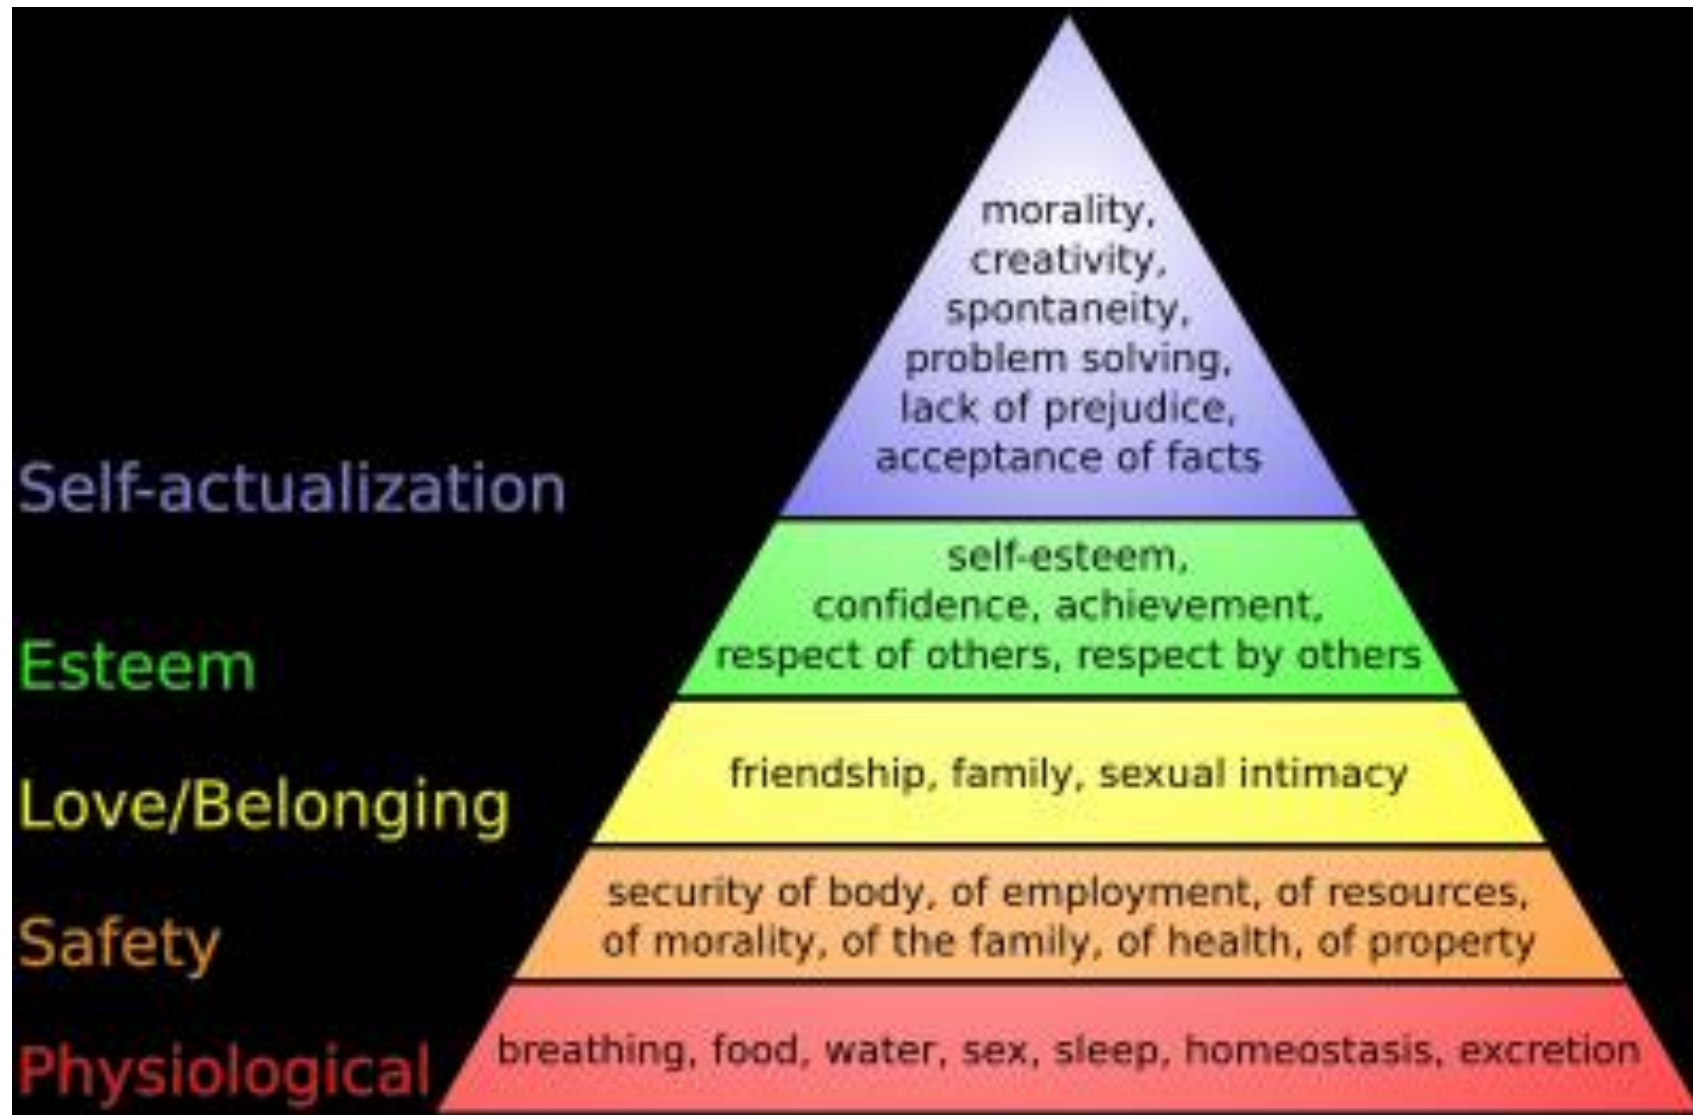 morality,
creativity,
spontaneity,
problem solving,
lack of prejudice,
acceptance of facts
Self-actualization
self-esteem,
confidence, achievement,
respect of others, respect by others
Esteem
friendship, family, sexual intimacy
Love/Belonging
security of body, of employment, of resources,
of morality, of the family, of health, of property
Safety
breathing, food, water, sex, sleep, homeostasis, excretion
Physiological